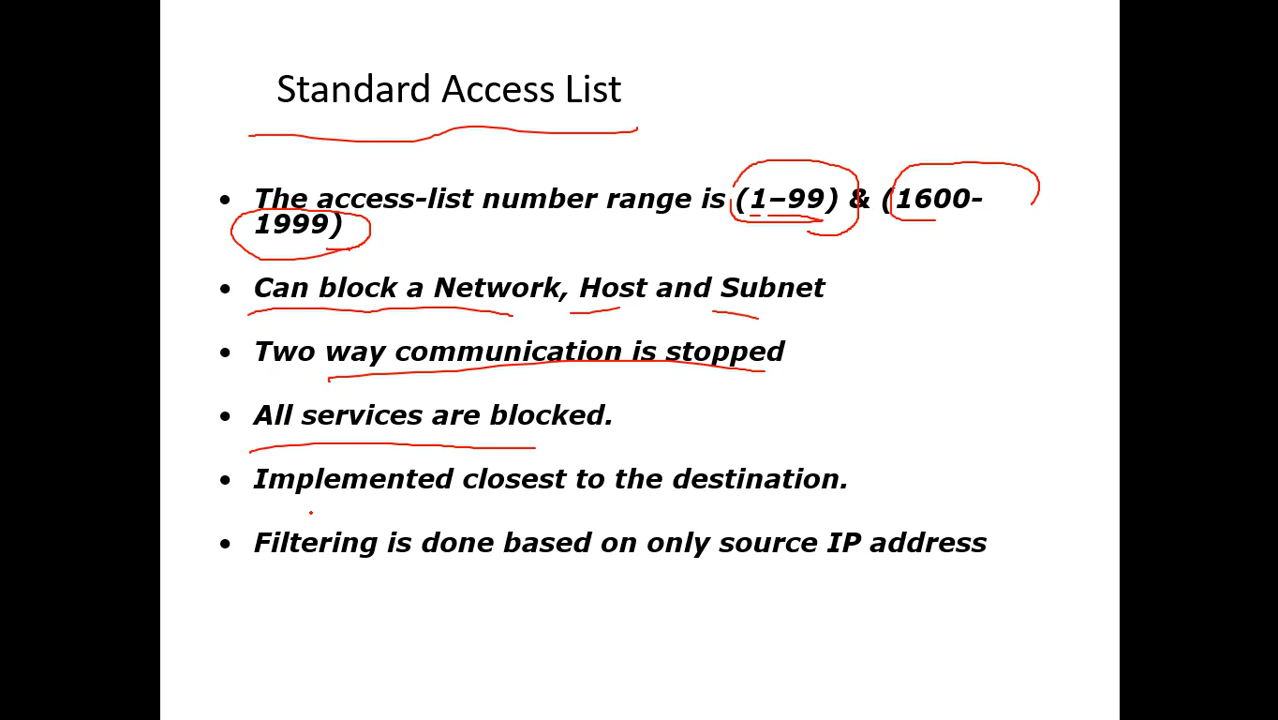 Standard Access List
• The access-list number range is (1–99) & (1600-
1999)
• Can block a Network, Host and Subnet
• Two way communication is stopped
• All services are blocked.
• Implemented closest to the destination.
• Filtering is done based on only source IP address